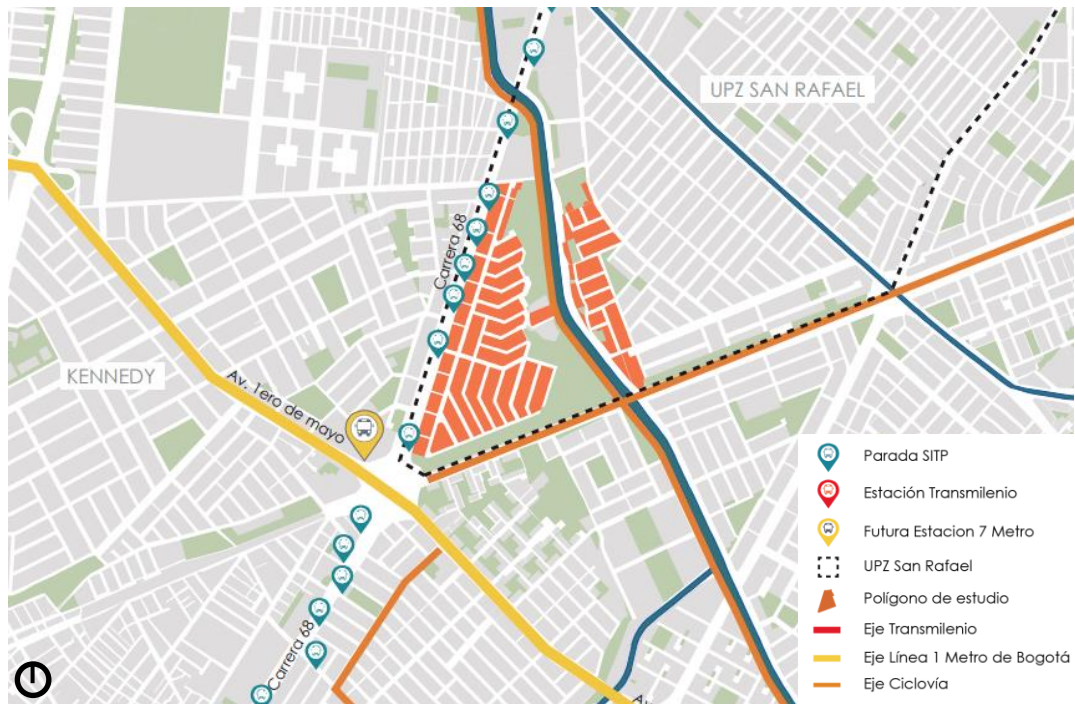 UPZ SAN RAFAEL
Carrera 68
KENNEDY
Av. 1ero de mayo
Carrera 68
Av
Parada SITP
Estación Transmilenio
Futura Estacion 7 Metro
UPZ San Rafael
Polígono de estudio
Eje Transmilenio
Eje Línea 1 Metro de Bogotá
Eje Ciclovía